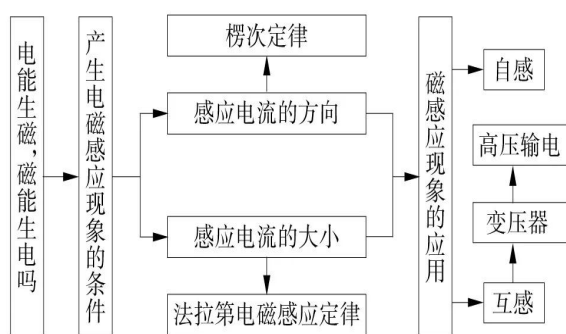 电能生磁，磁能生电吗
产生电磁感应现象的条件
楞次定律
感应电流的方向
感应电流的大小
法拉第电磁感应定律
磁感应现象的应用
自感
高压输电
变压器
互感